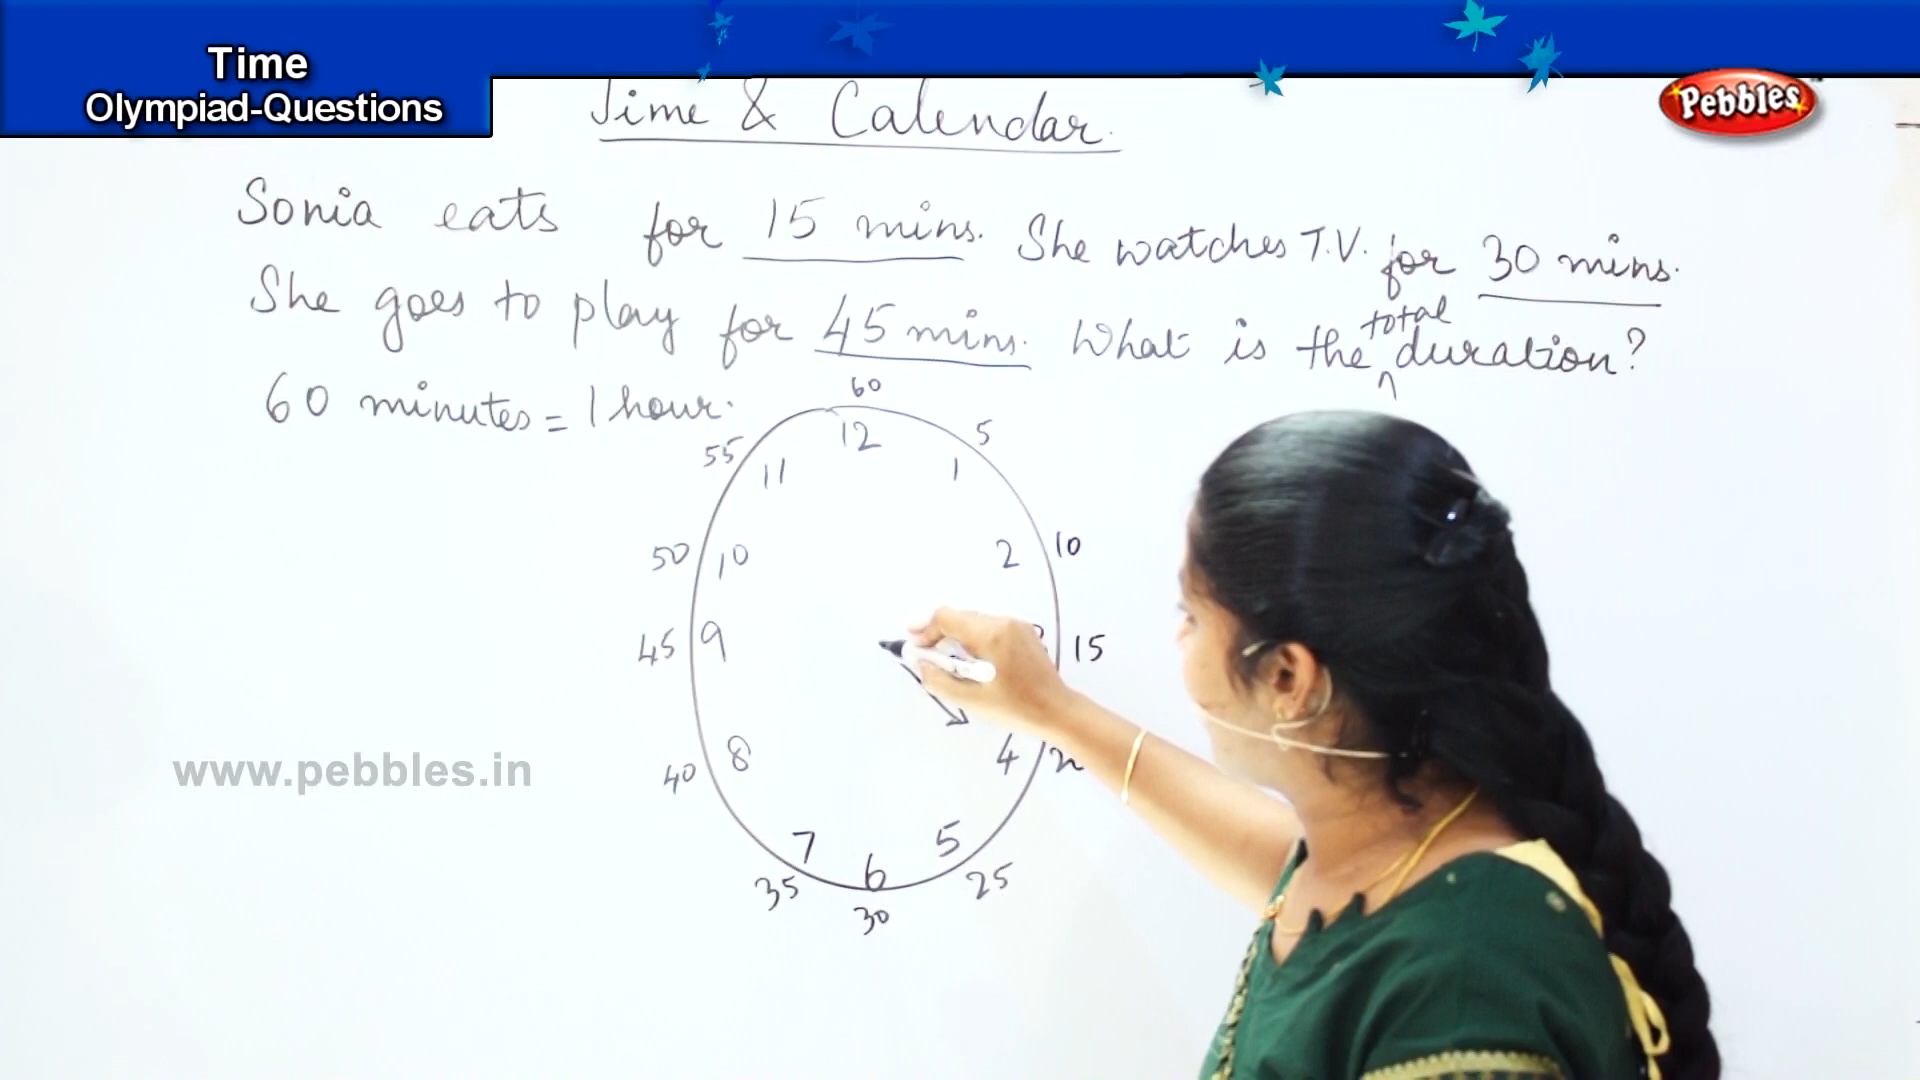 Time
Olympiad-Questions
Pebbles
Time & Calendar.
Sonia eats for 15 mins. She watches T.V. for 30 mins.
She goes to play for 45 mins. What is the total duration?
60 minutes = 1 hour.
60
12
55
11
5
1
50
10
2
10
45
9
15
40
8
4
7
6
5
35
30
25
www.pebbles.in